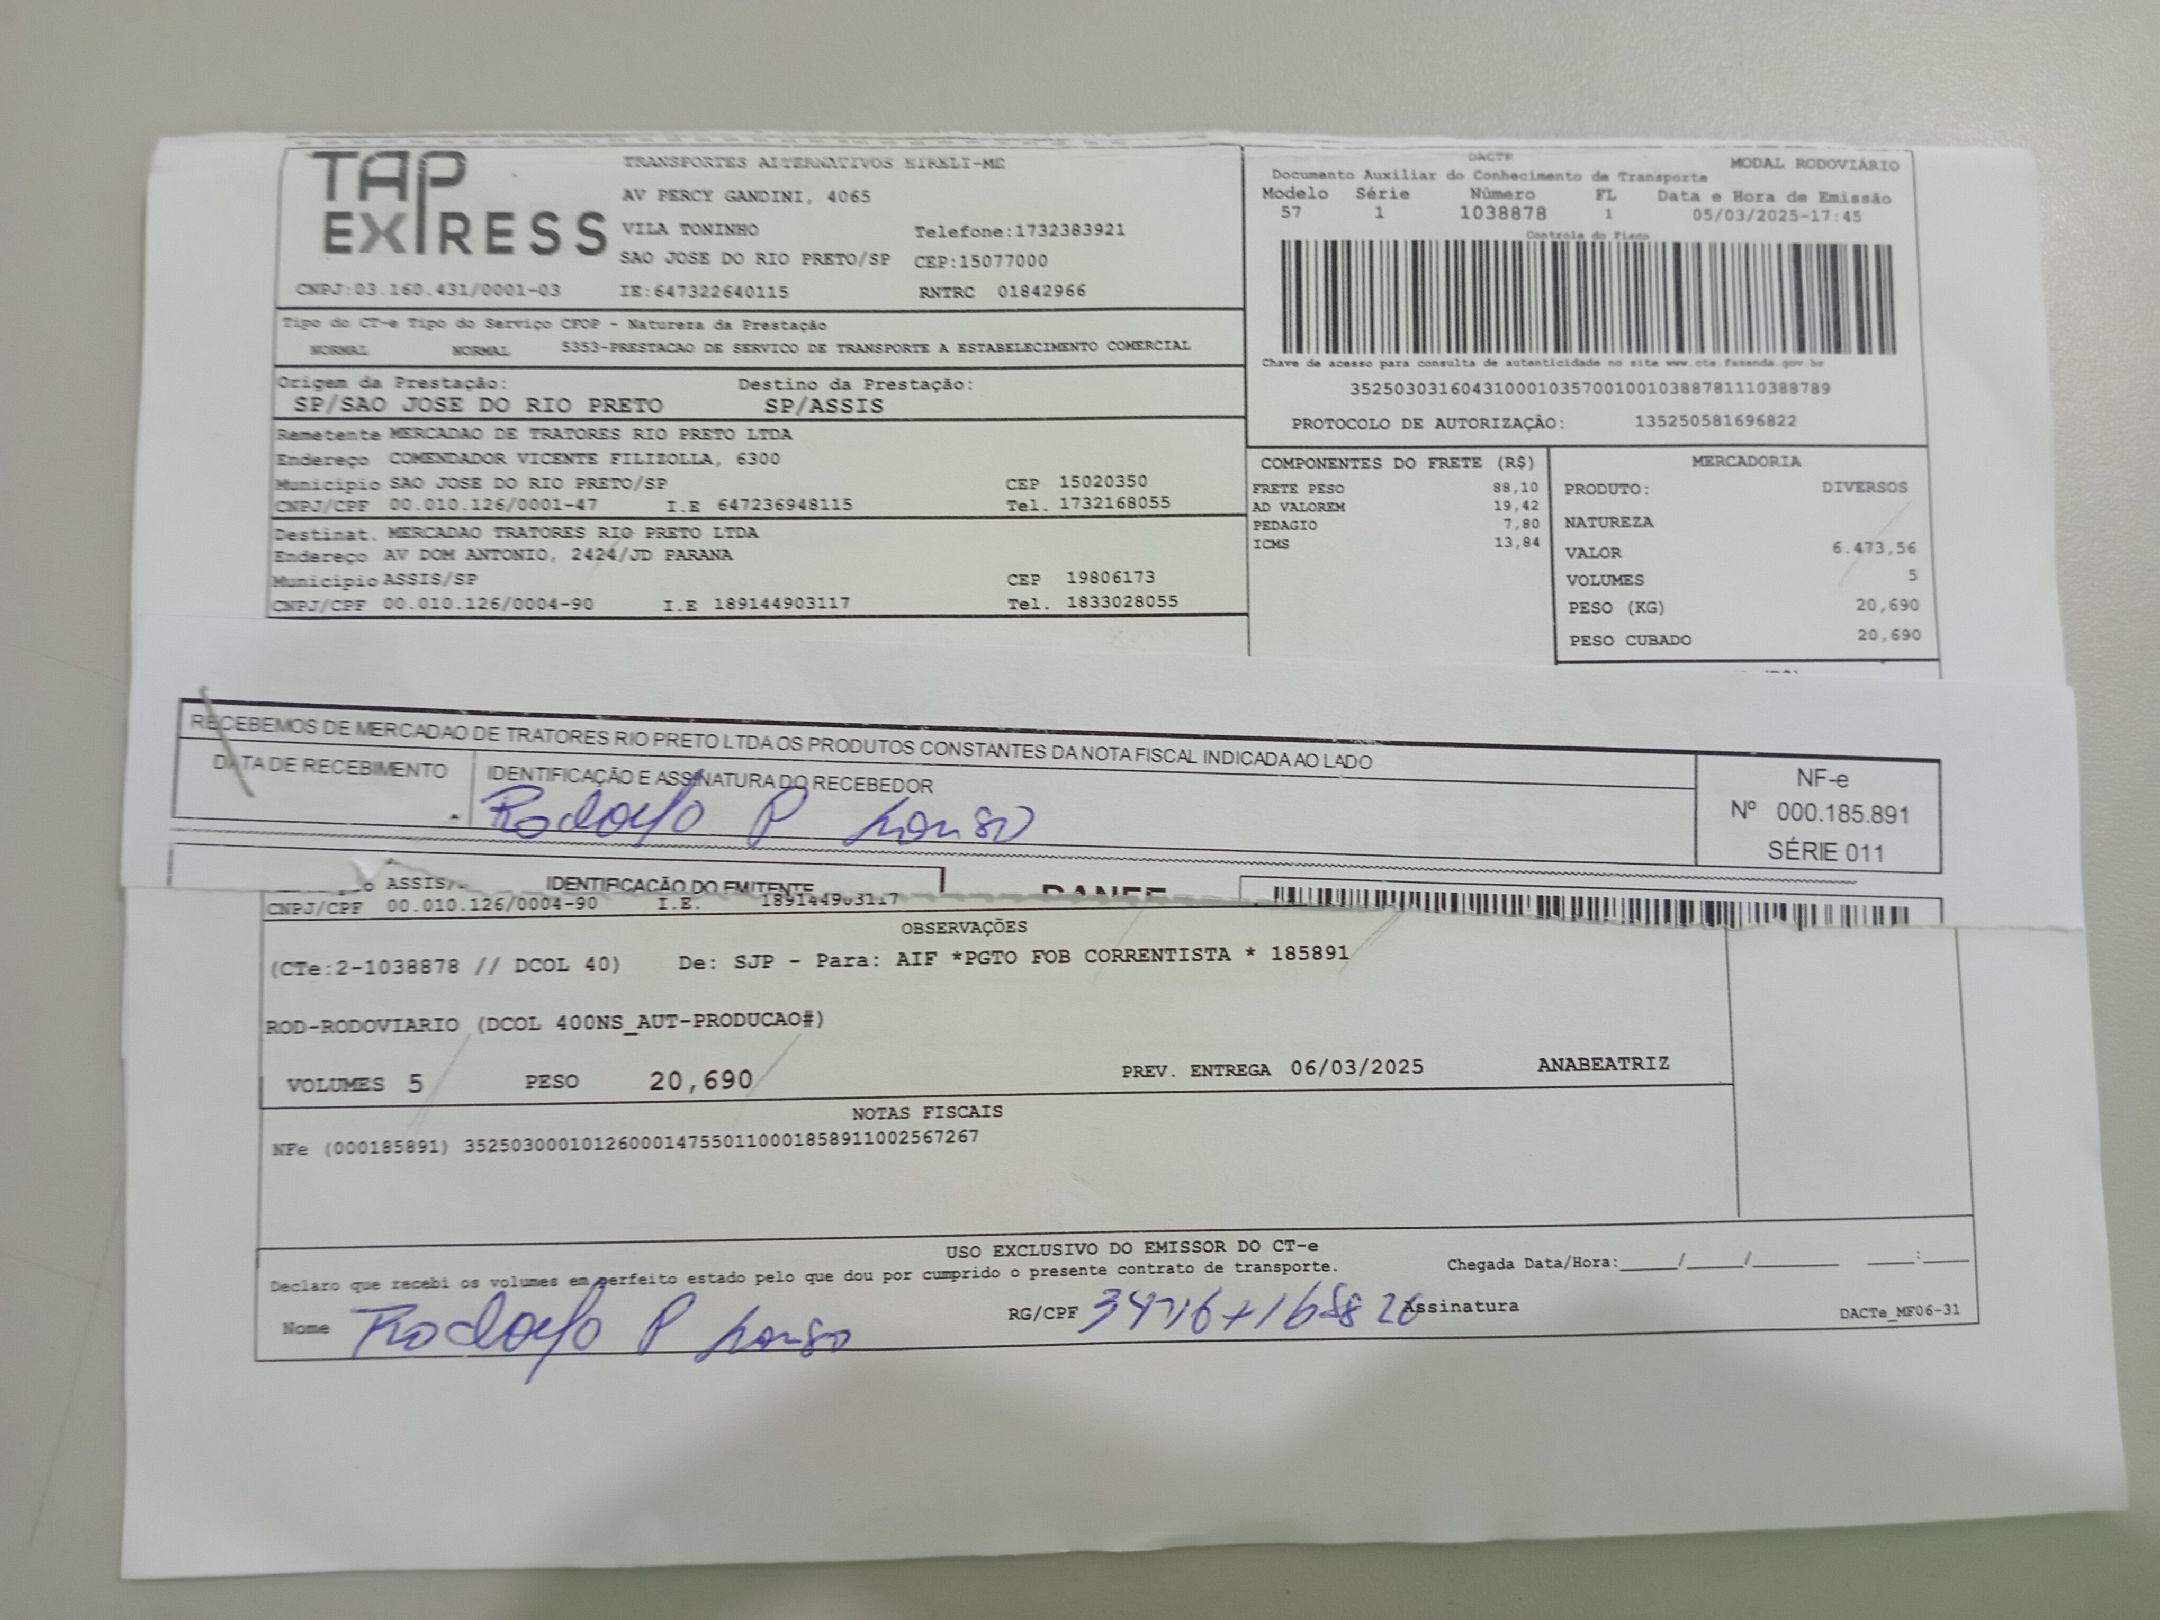 TAP EXPRESS
TRANSPORTES ALTERNATIVOS EIRELI-ME
AV PERCY GANDINI, 4065
VILA TONINHO Telefone:1732383921
SAO JOSE DO RIO PRETO/SP CEP:15077000
CNPJ:03.160.431/0001-03 IE:647322640115 RNTRC 01842966
DACTE MODAL RODOVIÁRIO
Documento Auxiliar do Conhecimento de Transporte
Modelo Série Número FL Data e Hora de Emissão
57 1 1038878 1 05/03/2025-17:45
Controle do Fisco
Chave de acesso para consulta de autenticidade no site www.cte.fazenda.gov.br
35250303160431000103570010010388781110388789
PROTOCOLO DE AUTORIZAÇÃO: 135250581696822
Tipo do CT-e Tipo do Serviço CFOP - Natureza da Prestação
NORMAL NORMAL 5353-PRESTACAO DE SERVICO DE TRANSPORTE A ESTABELECIMENTO COMERCIAL
Origem da Prestação: Destino da Prestação:
SP/SAO JOSE DO RIO PRETO SP/ASSIS
Remetente MERCADAO DE TRATORES RIO PRETO LTDA
Endereço COMENDADOR VICENTE FILIZOLLA, 6300
Município SAO JOSE DO RIO PRETO/SP CEP 15020350
CNPJ/CPF 00.010.126/0001-47 I.E 647236948115 Tel. 1732168055
Destinat. MERCADAO TRATORES RIO PRETO LTDA
Endereço AV DOM ANTONIO, 2424/JD PARANA
Município ASSIS/SP CEP 19806173
CNPJ/CPF 00.010.126/0004-90 I.E 189144903117 Tel. 1833028055
COMPONENTES DO FRETE (R$)
FRETE PESO 88,10
AD VALOREM 19,42
PEDAGIO 7,80
ICMS 13,84
MERCADORIA
PRODUTO: DIVERSOS
NATUREZA
VALOR 6.473,56
VOLUMES 5
PESO (KG) 20,690
PESO CUBADO 20,690
RECEBEMOS DE MERCADAO DE TRATORES RIO PRETO LTDA OS PRODUTOS CONSTANTES DA NOTA FISCAL INDICADA AO LADO
DATA DE RECEBIMENTO IDENTIFICAÇÃO E ASSINATURA DO RECEBEDOR
Rodolfo P
NF-e
Nº 000.185.891
SÉRIE 011
ASSIS/ IDENTIFICAÇÃO DO EMITENTE DANFE
CNPJ/CPF 00.010.126/0004-90 I.E. 189144903117
OBSERVAÇÕES
(CTe:2-1038878 // DCOL 40) De: SJP - Para: AIF *PGTO FOB CORRENTISTA * 185891
ROD-RODOVIARIO (DCOL 400NS_AUT-PRODUCAO#)
VOLUMES 5 PESO 20,690 PREV. ENTREGA 06/03/2025 ANABEATRIZ
NOTAS FISCAIS
NFe (000185891) 35250300010126000147550110001858911002567267
USO EXCLUSIVO DO EMISSOR DO CT-e
Declaro que recebi os volumes em perfeito estado pelo que dou por cumprido o presente contrato de transporte. Chegada Data/Hora:_____/_____/_______ ____:____
Nome Rodolfo P RG/CPF Assinatura DACTe_MF06-31